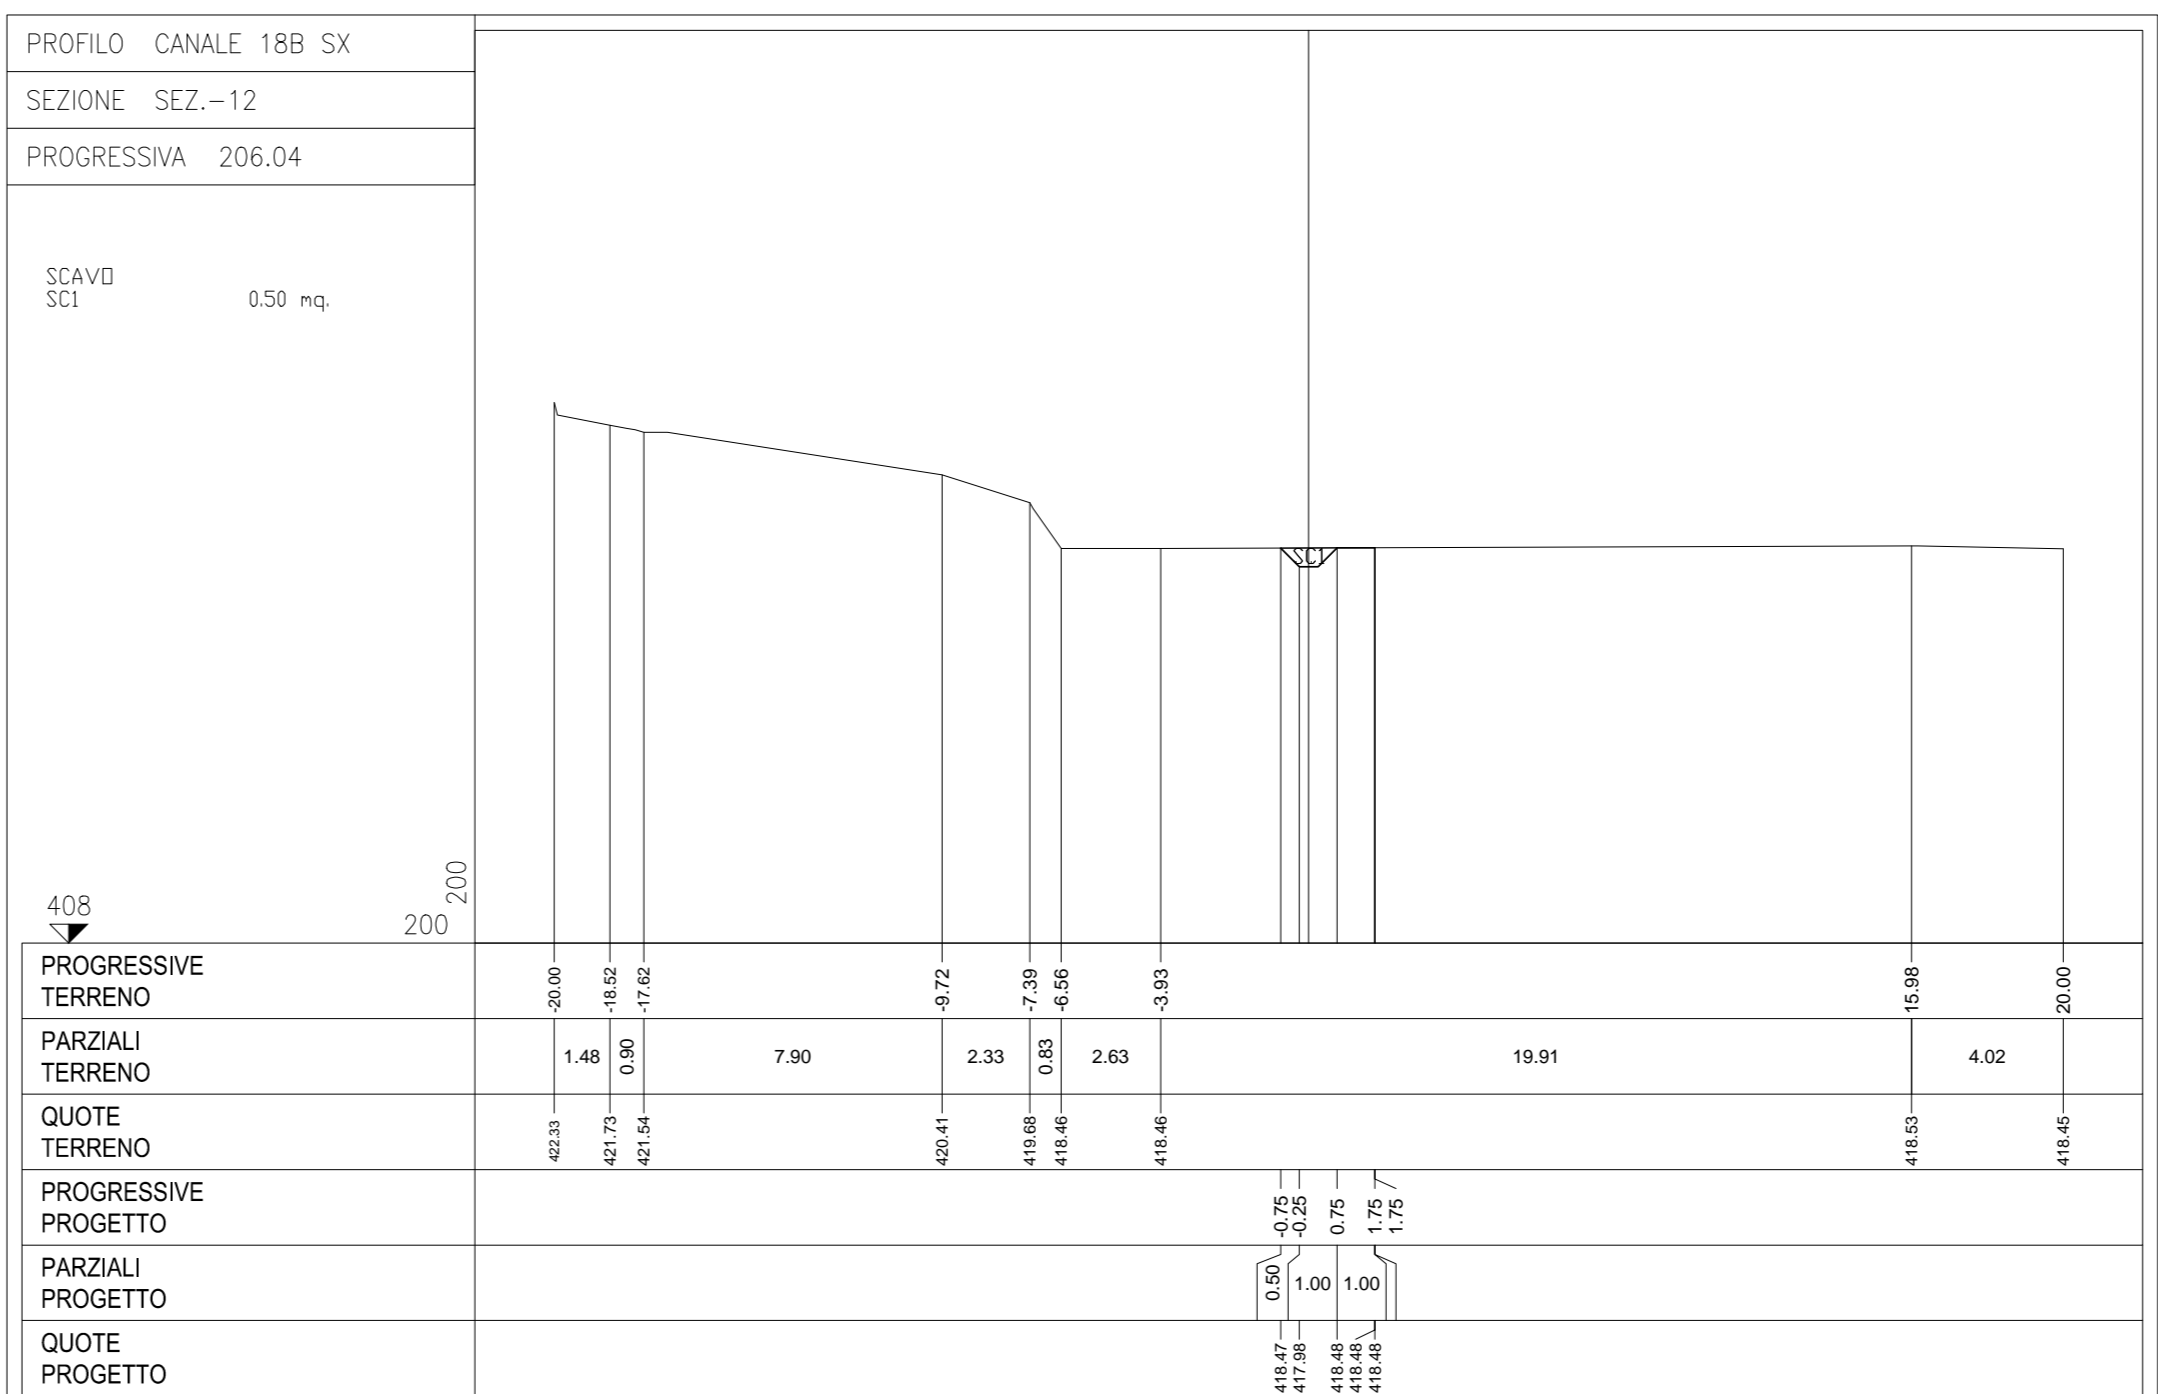 PROFILO CANALE 18B SX
SEZIONE SEZ.-12
PROGRESSIVA 206.04
SCAVO
SC1 0.50 mq.
SC1
408
200
200
PROGRESSIVE
TERRENO
-20.00 -18.52 -17.62 -9.72 -7.39 -6.56 -3.93 15.98 20.00
PARZIALI
TERRENO
1.48 0.90 7.90 2.33 0.83 2.63 19.91 4.02
QUOTE
TERRENO
422.33 421.73 421.54 420.41 419.68 418.46 418.46 418.53 418.45
PROGRESSIVE
PROGETTO
-0.75 -0.25 0.75 1.75 1.75
PARZIALI
PROGETTO
0.50 1.00 1.00
QUOTE
PROGETTO
418.47 417.98 418.48 418.48 418.48